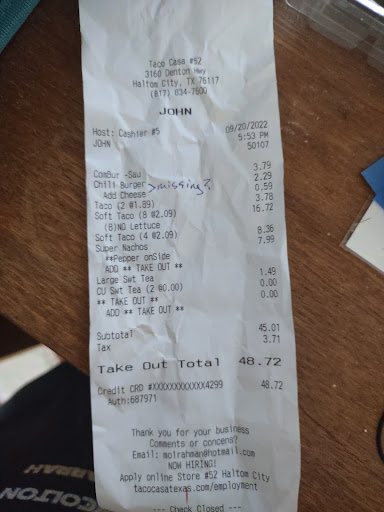 Taco Casa #52
3160 Denton Hwy
Haltom City, TX 76117
(817) 834-7600
JOHN
Host: Cashier #5 09/20/2022
JOHN 5:53 PM
50107
ComBur -Sau 3.79
Chili Burger >missing? 2.29
Add Cheese 0.59
Taco (2 @1.89) 3.78
Soft Taco (8 @2.09) 16.72
(8)NO Lettuce
Soft Taco (4 @2.09) 8.36
Super Nachos 7.99
**Pepper onSide
ADD ** TAKE OUT **
Large Swt Tea 1.49
CU Swt Tea (2 @0.00) 0.00
** TAKE OUT ** 0.00
ADD ** TAKE OUT **
Subtotal 45.01
Tax 3.71
Take Out Total 48.72
Credit CRD #XXXXXXXXXXXX4299 48.72
Auth:687971
Thank you for your business
Comments or concens?
Email: molrahman@hotmail.com
NOW HIRING!
Apply online Store #52 Haltom City
tacocasatexas.com/employment
--- Check Closed ---
COLTON